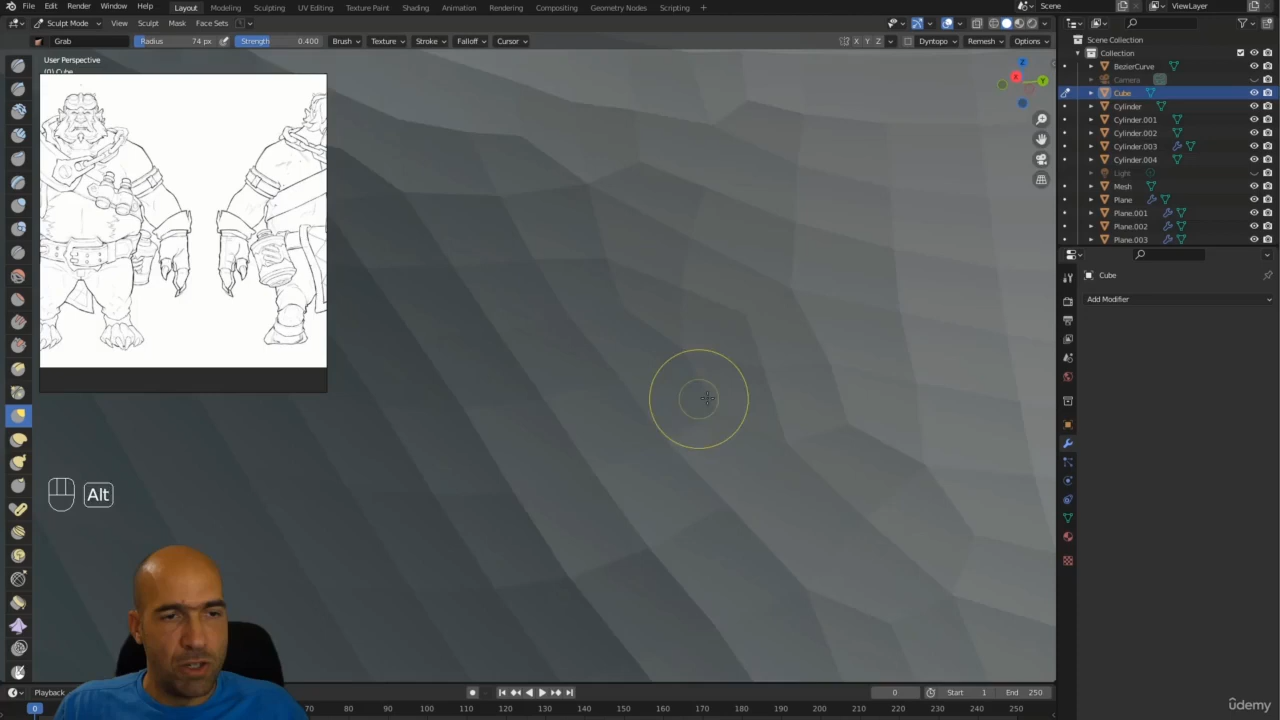 File Edit Render Window Help Layout Modeling Sculpting UV Editing Texture Paint Shading Animation Rendering Compositing Geometry Nodes Scripting + Scene ViewLayer
Sculpt Mode View Sculpt Mask Face Sets
Grab Radius 74 px Strength 0.400 Brush Texture Stroke Falloff Cursor X Y Z Dyntopo Remesh Options
Scene Collection
Collection
User Perspective
(0) Cube
BezierCurve
Camera
Cube
Cylinder
Cylinder.001
Cylinder.002
Cylinder.003
Cylinder.004
Light
Mesh
Plane
Plane.001
Plane.002
Plane.003
Z
X
Y
Cube
Add Modifier
Alt
Playback 0 Start 1 End 250
0 70 80 90 100 110 120 130 140 150 160 170 180 190 200 210 220 230 240 250
ûdemy